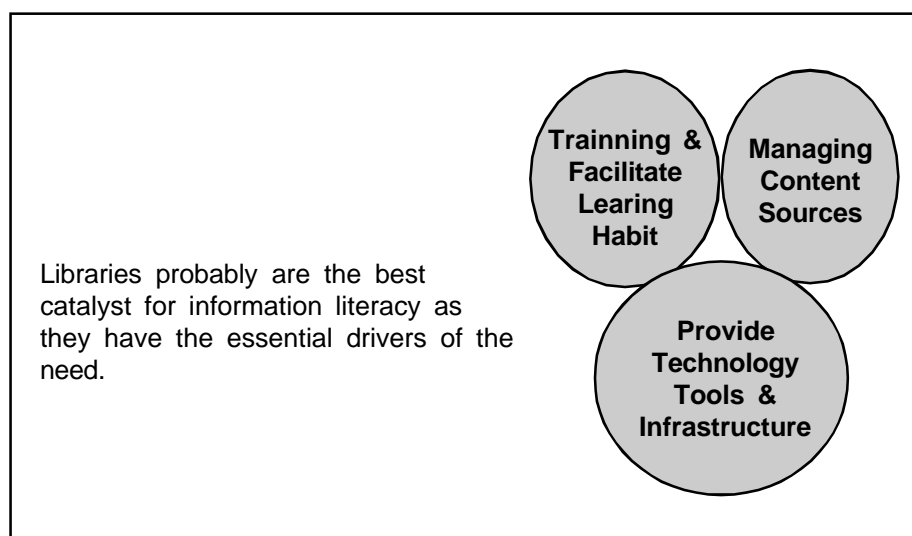 Libraries probably are the best
catalyst for information literacy as
they have the essential drivers of the
need.
Trainning &
Facilitate
Learing
Habit
Managing
Content
Sources
Provide
Technology
Tools &
Infrastructure